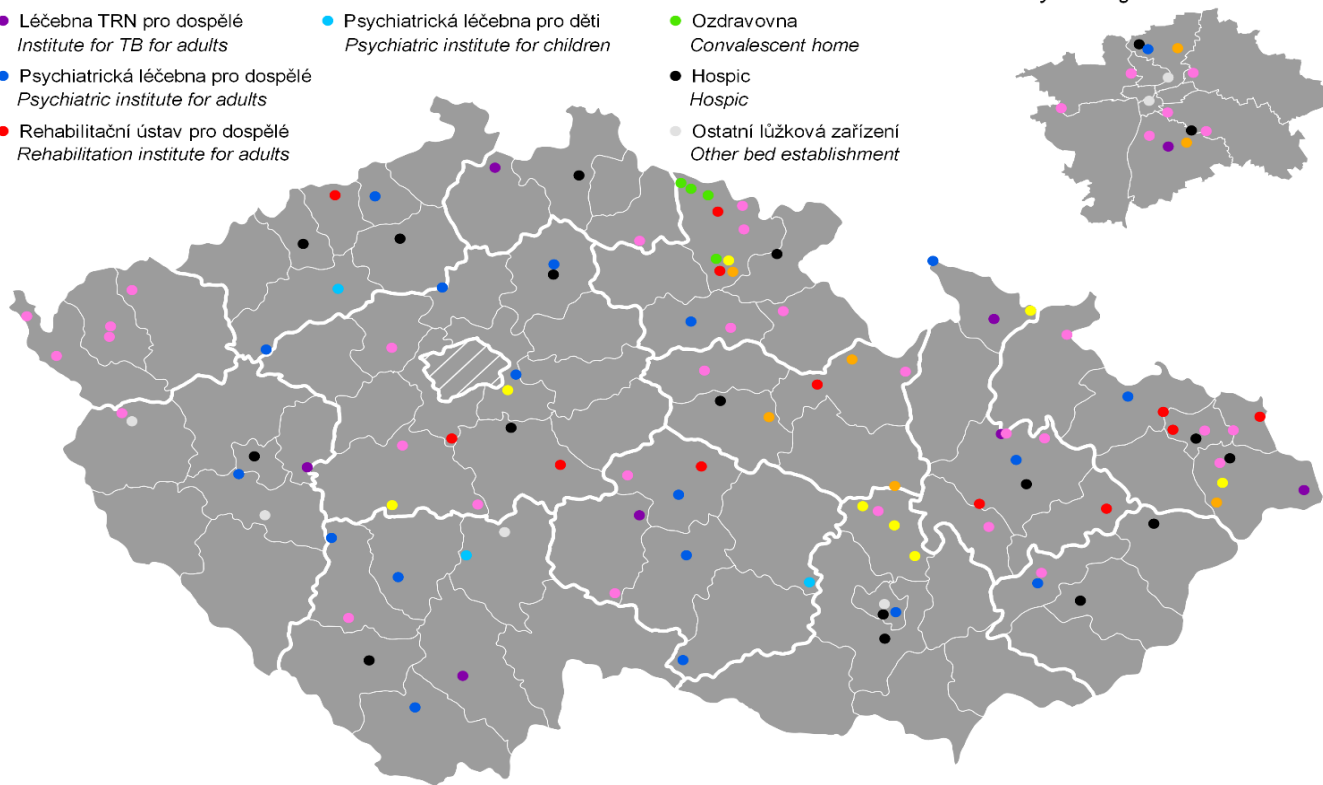 Léčebna TRN pro dospělé
Institute for TB for adults
Psychiatrická léčebna pro dospělé
Psychiatric institute for adults
Rehabilitační ústav pro dospělé
Rehabilitation institute for adults
Psychiatrická léčebna pro děti
Psychiatric institute for children
Ozdravovna
Convalescent home
Hospic
Hospic
Ostatní lůžková zařízení
Other bed establishment